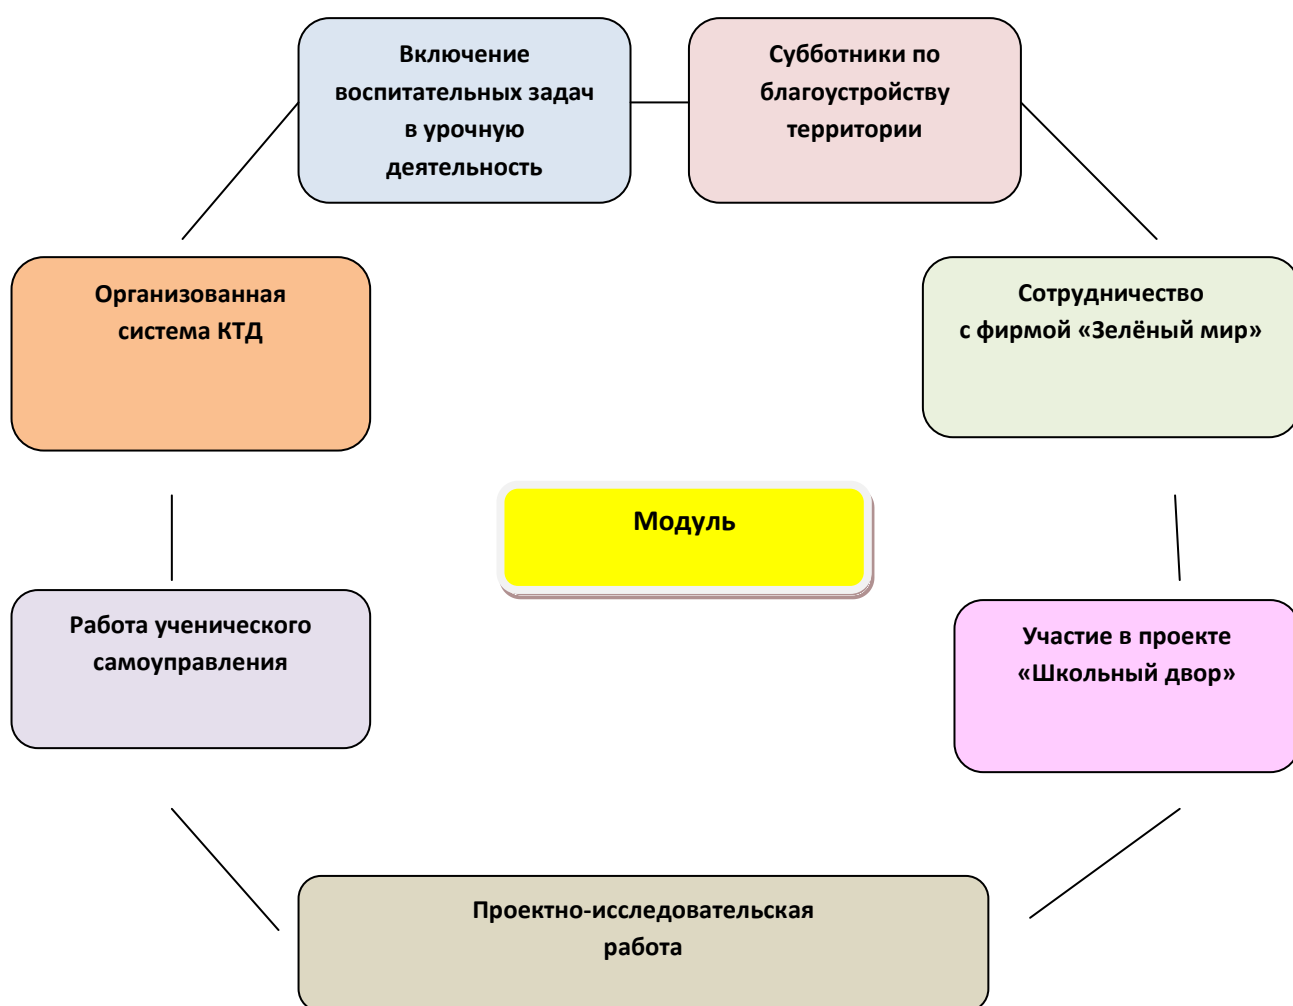 Включение
воспитательных задач
в урочную
деятельность
Субботники по
благоустройству
территории
Организованная
система КТД
Сотрудничество
с фирмой «Зелёный мир»
Модуль
Работа ученического
самоуправления
Участие в проекте
«Школьный двор»
Проектно-исследовательская
работа